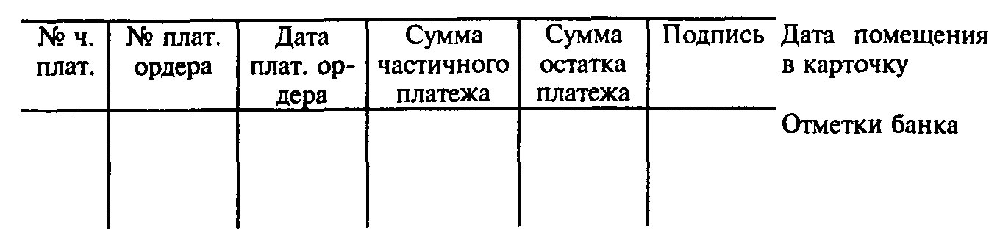 № ч. плат.
№ плат. ордера
Дата плат. ор-
дера
Сумма частичного платежа
Сумма остатка платежа
Подпись
Дата помещения
в карточку
Отметки банка